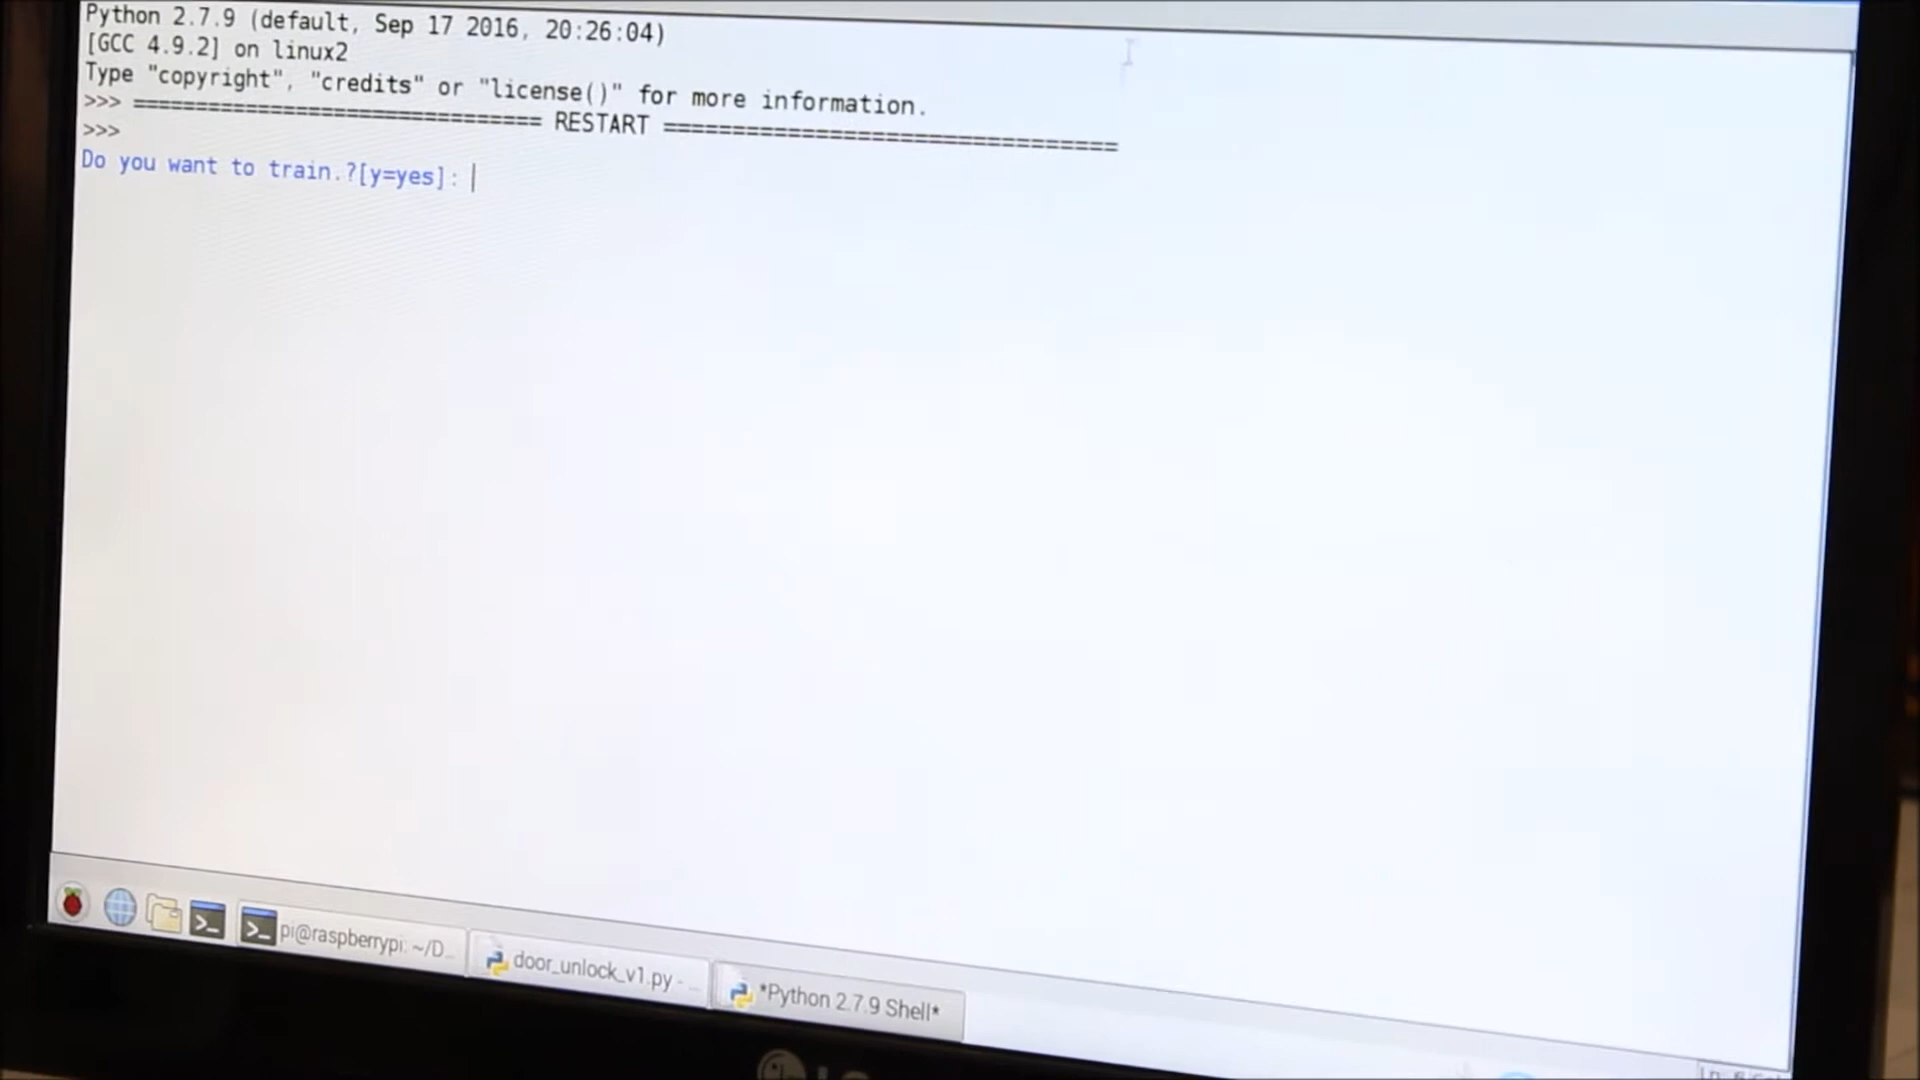 Python 2.7.9 (default, Sep 17 2016, 20:26:04)
[GCC 4.9.2] on linux2
Type "copyright", "credits" or "license()" for more information.
>>> ================================ RESTART ================================
>>>
Do you want to train.?[y=yes]:
pi@raspberrypi: ~/D...
door_unlock_v1.py - ...
*Python 2.7.9 Shell*